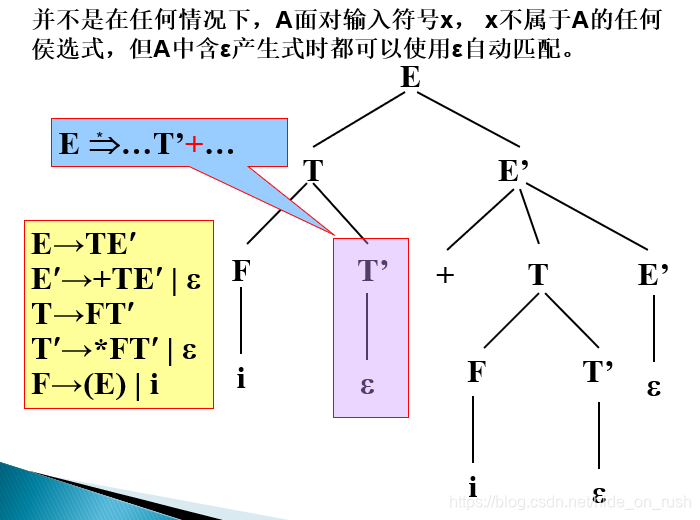 并不是在任何情况下，A面对输入符号x， x不属于A的任何
侯选式，但A中含ε产生式时都可以使用ε自动匹配。
E
E ⇒* …T’+…
T E’
E→TE′
E′→+TE′ | ε
T→FT′
T′→*FT′ | ε
F→(E) | i
F T’ + T E’
i ε F T’ ε
i ε
https://blog.csdn.net/ride_on_rush